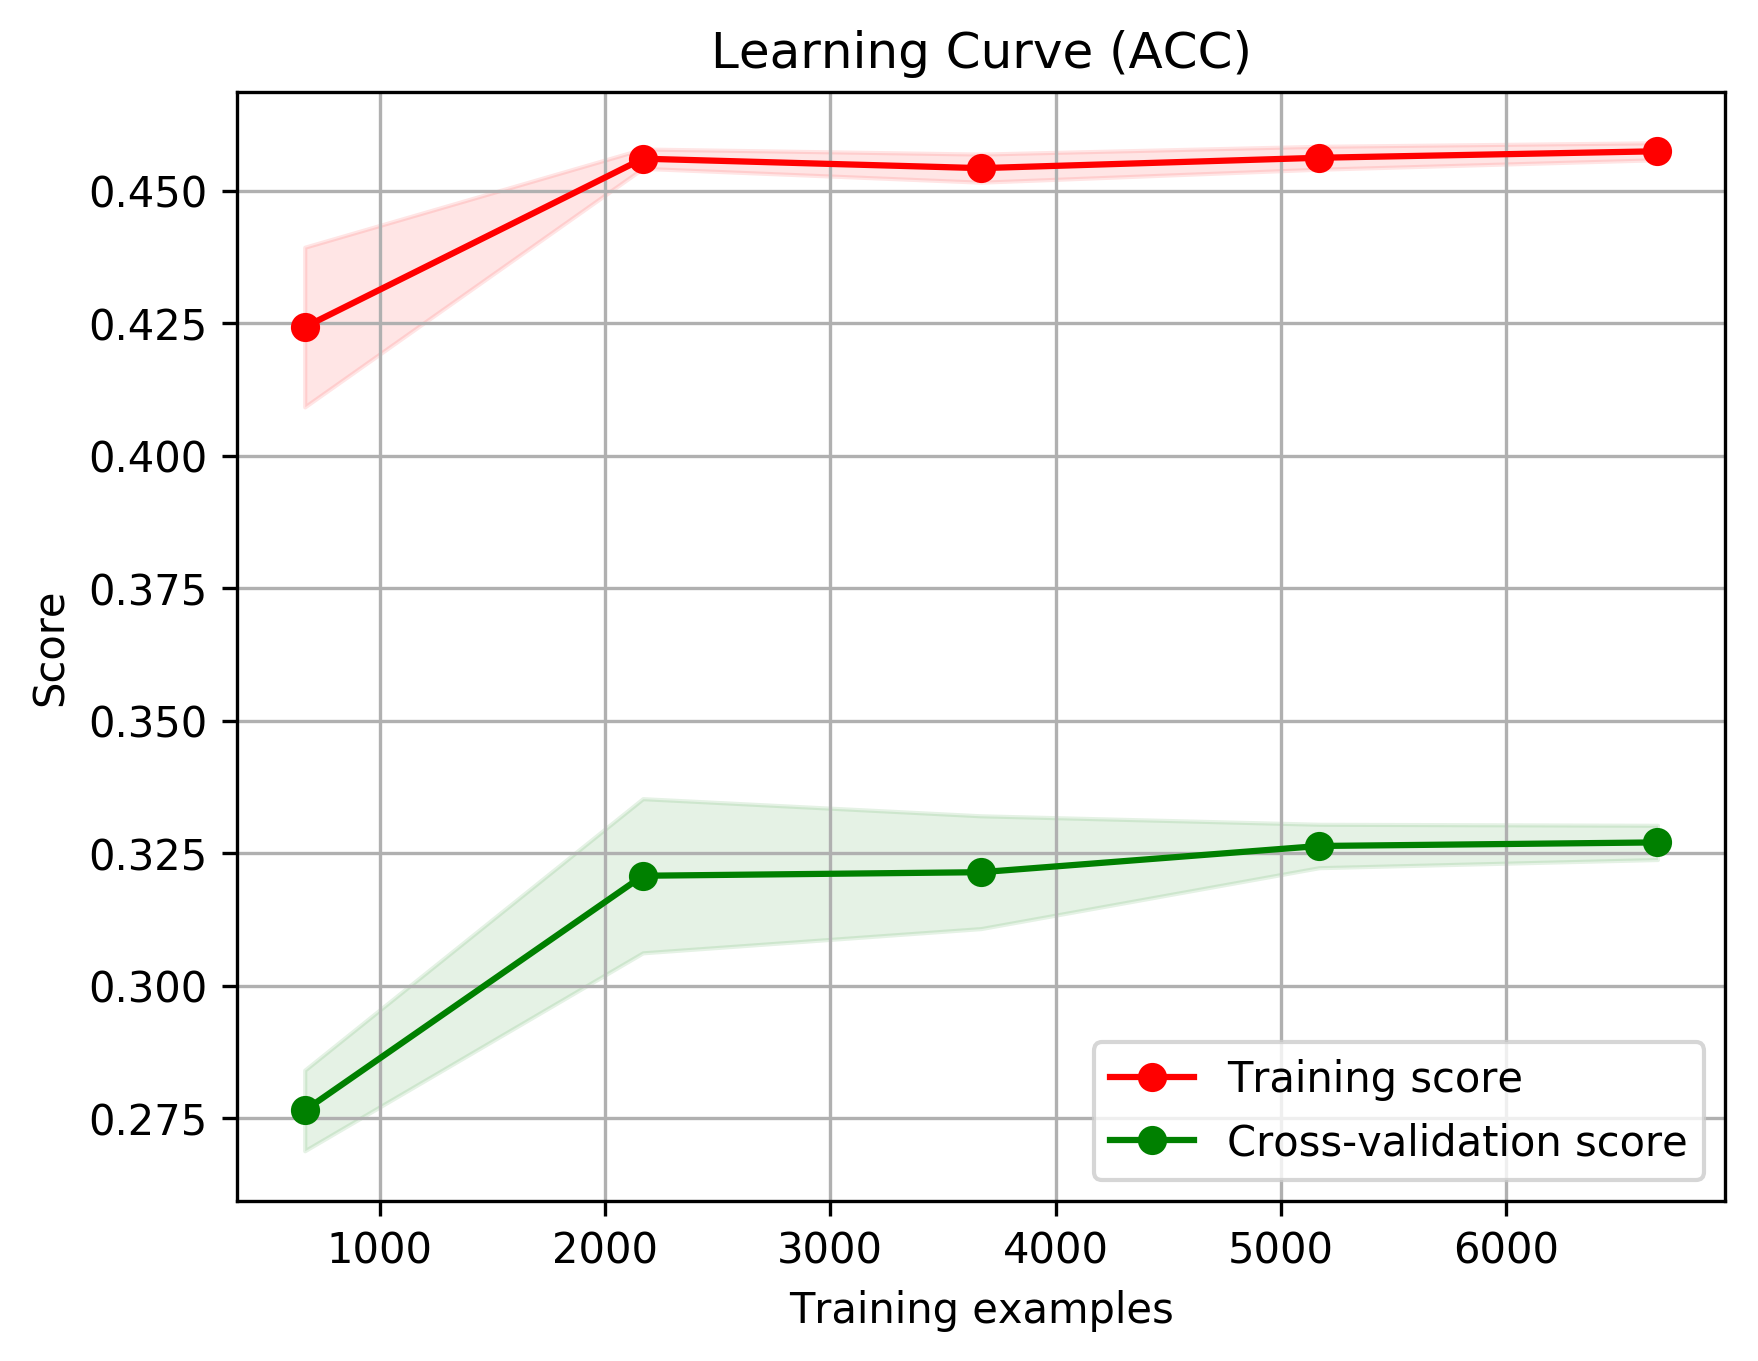 Learning Curve (ACC)
0.450
0.425
0.400
0.375
0.350
0.325
0.300
0.275
Score
Training score
Cross-validation score
1000 2000 3000 4000 5000 6000
Training examples